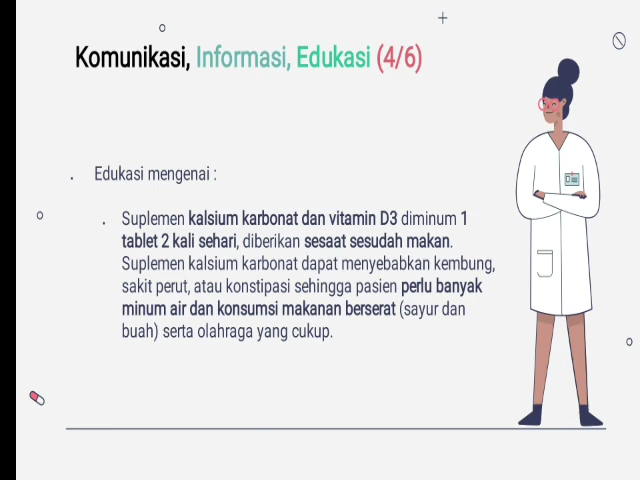 Komunikasi, Informasi, Edukasi (4/6)
Edukasi mengenai :
Suplemen kalsium karbonat dan vitamin D3 diminum 1
tablet 2 kali sehari, diberikan sesaat sesudah makan.
Suplemen kalsium karbonat dapat menyebabkan kembung,
sakit perut, atau konstipasi sehingga pasien perlu banyak
minum air dan konsumsi makanan berserat (sayur dan
buah) serta olahraga yang cukup.